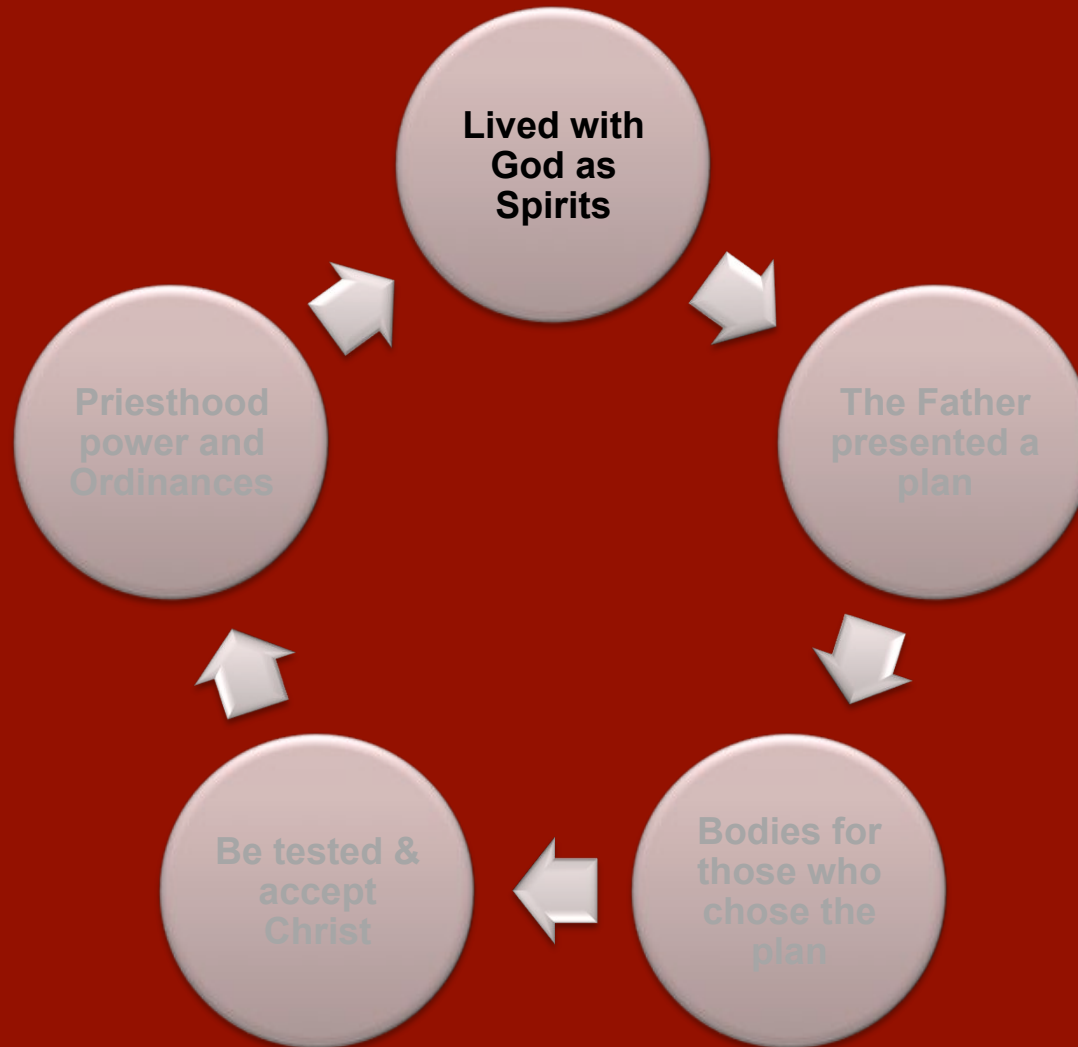 Lived with
God as
Spirits
The Father
presented a
plan
Bodies for
those who
chose the
plan
Be tested &
accept
Christ
Priesthood
power and
Ordinances